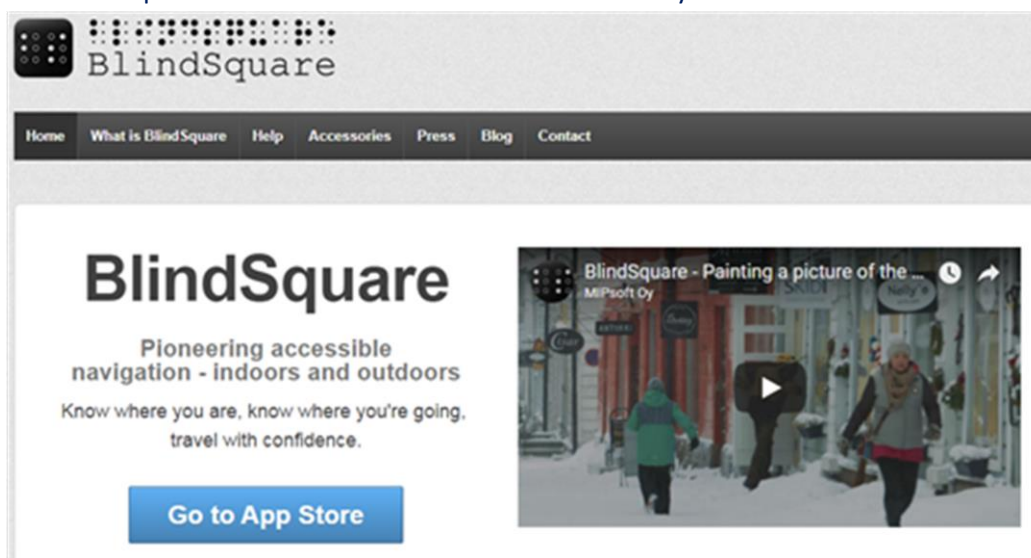 BlindSquare
Home What is BlindSquare Help Accessories Press Blog Contact
BlindSquare
Pioneering accessible
navigation - indoors and outdoors
Know where you are, know where you're going,
travel with confidence.
Go to App Store
BlindSquare - Painting a picture of the ...
MIPsoft Oy
SKIDI
Nelly's